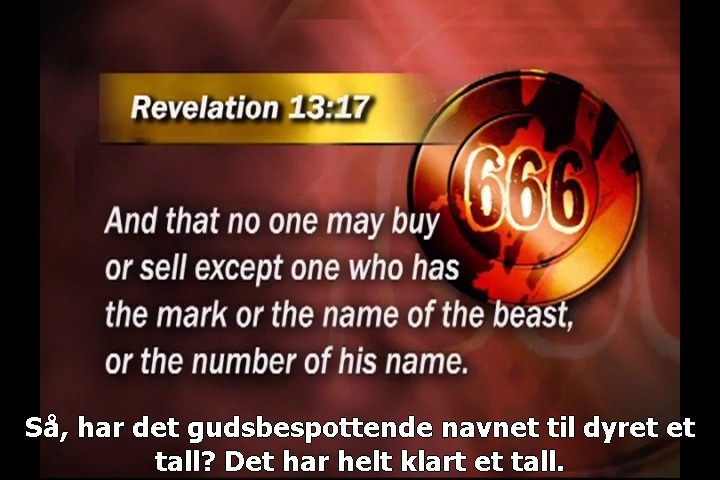 Revelation 13:17
666
And that no one may buy
or sell except one who has
the mark or the name of the beast,
or the number of his name.
Så, har det gudsbespottende navnet til dyret et
tall? Det har helt klart et tall.